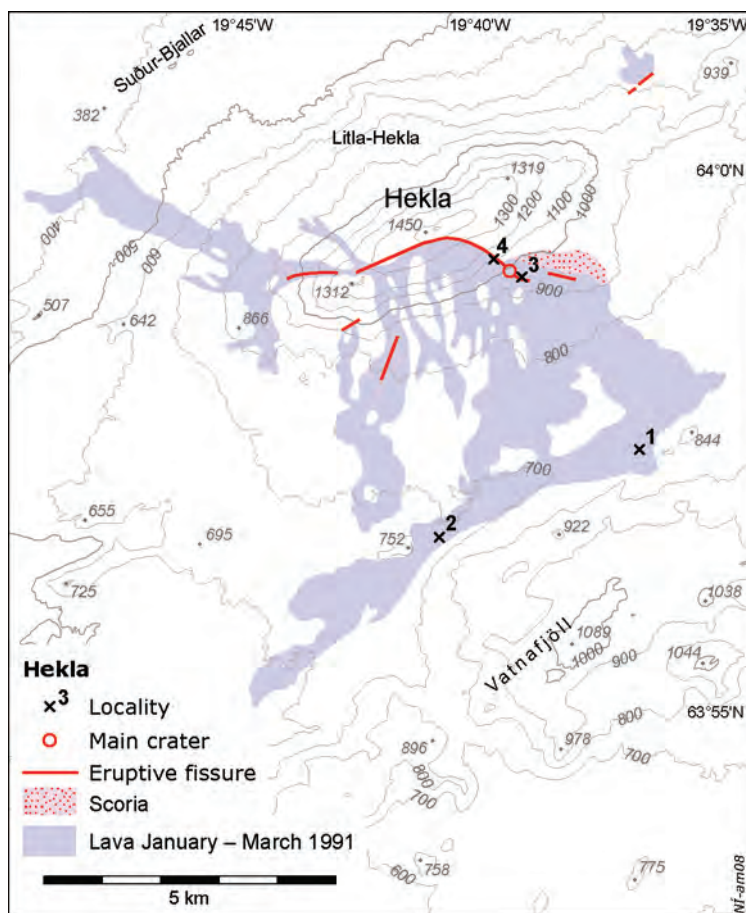 19°45'W
19°40'W
19°35'W
Suður-Bjallar
939
382
Litla-Hekla
64°0'N
1319
Hekla
1300
1200
1100
1000
1450
400
500
600
4
3
1312
900
507
642
866
800
1
844
700
655
2
695
752
922
725
1038
1089
1000
Vatnafjöll
900
1044
Hekla
3 Locality
63°55'N
Main crater
800
978
896
700
Eruptive fissure
800
700
Scoria
Lava January – March 1991
758
775
600
5 km
NÍ-am08